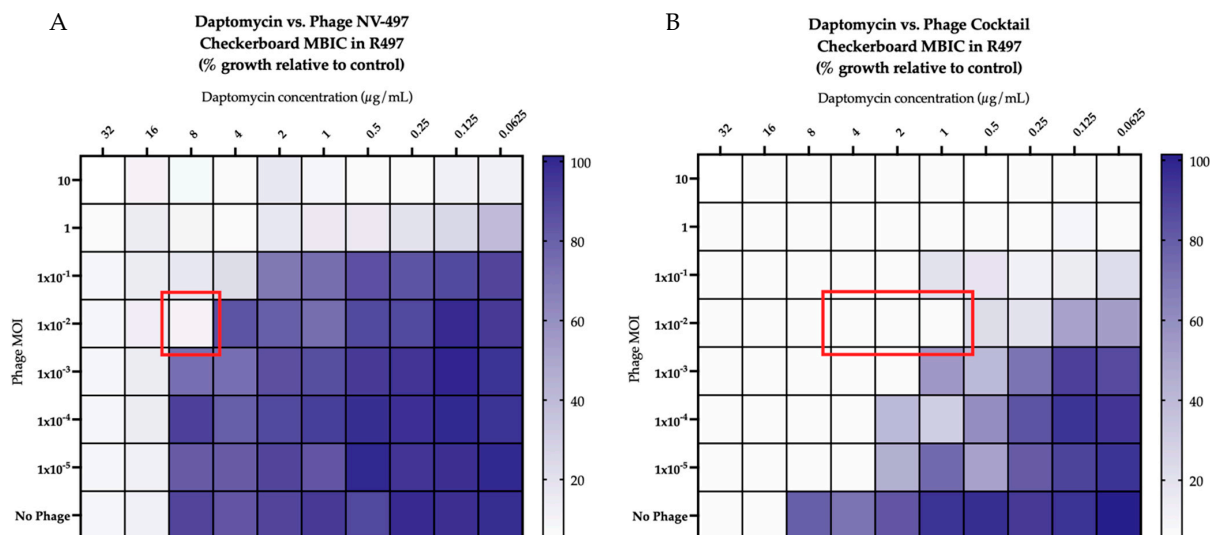 A
Daptomycin vs. Phage NV-497
Checkerboard MBIC in R497
(% growth relative to control)
Daptomycin concentration (µg/mL)
32 16 8 4 2 1 0.5 0.25 0.125 0.0625
Phage MOI
10
1
1x10⁻¹
1x10⁻²
1x10⁻³
1x10⁻⁴
1x10⁻⁵
No Phage
100
80
60
40
20
B
Daptomycin vs. Phage Cocktail
Checkerboard MBIC in R497
(% growth relative to control)
Daptomycin concentration (µg/mL)
32 16 8 4 2 1 0.5 0.25 0.125 0.0625
Phage MOI
10
1
1x10⁻¹
1x10⁻²
1x10⁻³
1x10⁻⁴
1x10⁻⁵
No Phage
100
80
60
40
20